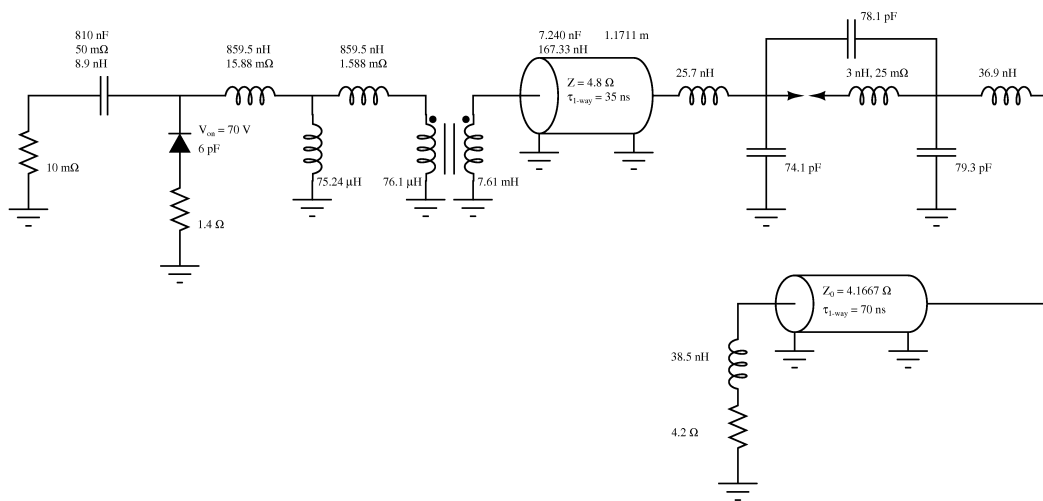 78.1 pF
810 nF
50 mΩ
8.9 nH
859.5 nH
15.88 mΩ
859.5 nH
1.588 mΩ
7.240 nF 1.1711 m
167.33 nH
Z = 4.8 Ω
τ1-way = 35 ns
25.7 nH
3 nH, 25 mΩ
36.9 nH
Von = 70 V
6 pF
10 mΩ
75.24 μH
76.1 μH
7.61 mH
74.1 pF
79.3 pF
1.4 Ω
Z0 = 4.1667 Ω
τ1-way = 70 ns
38.5 nH
4.2 Ω